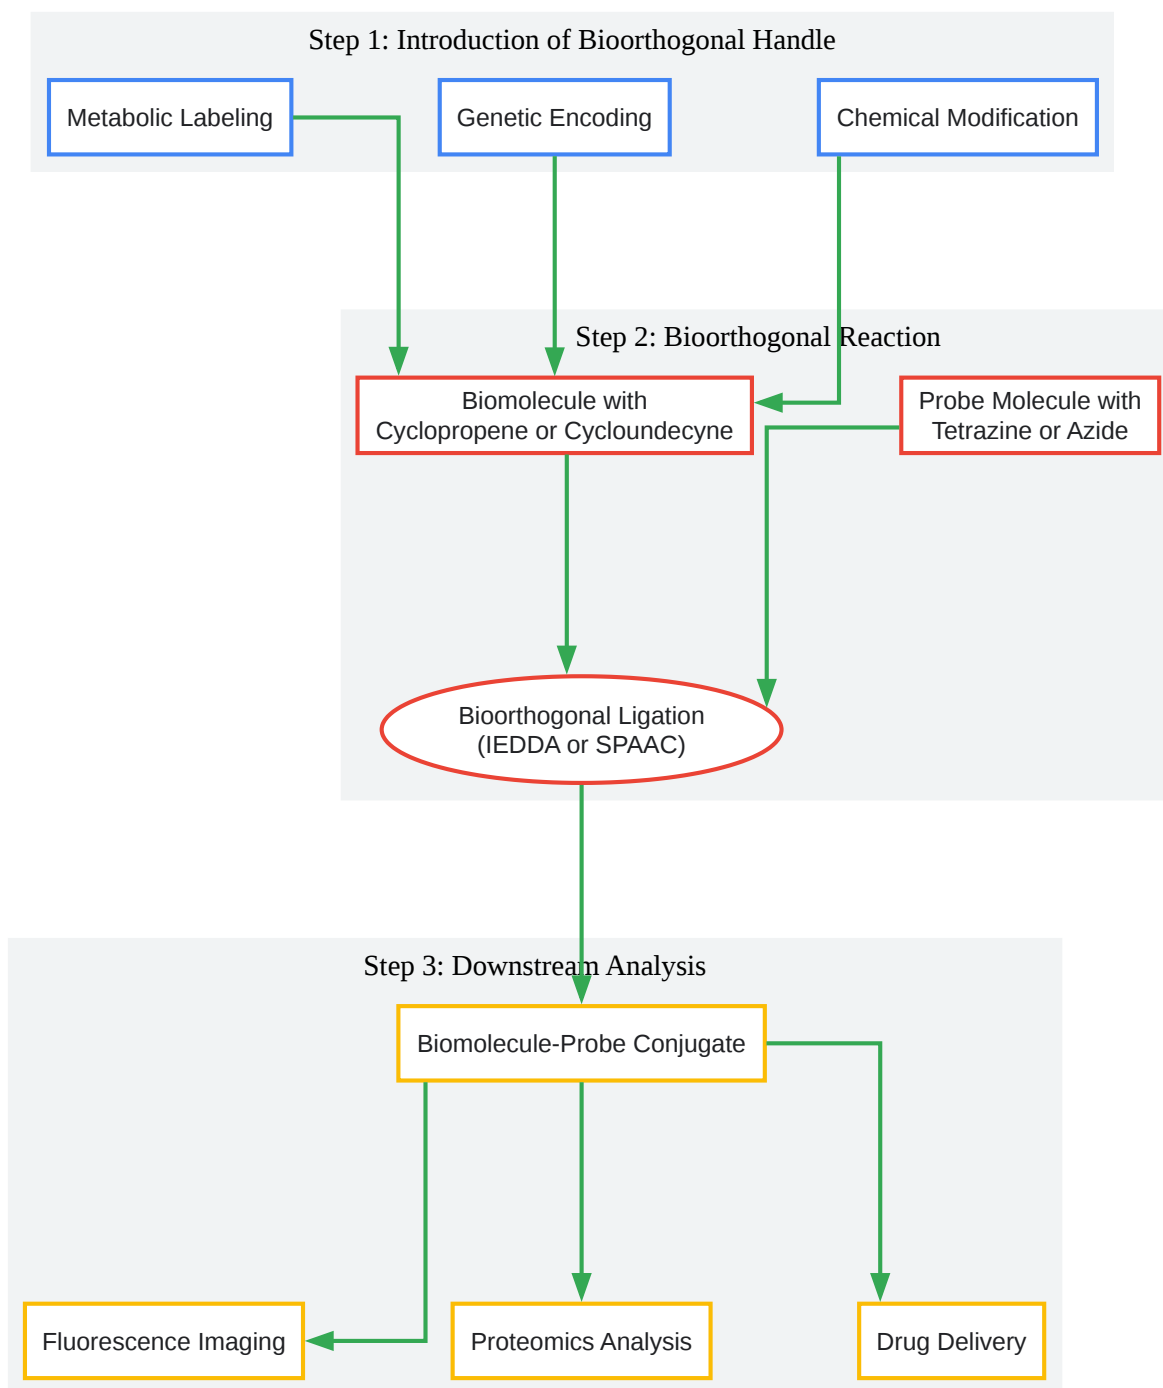 Step 1: Introduction of Bioorthogonal Handle
Metabolic Labeling
Genetic Encoding
Chemical Modification
Step 2: Bioorthogonal Reaction
Biomolecule with
Cyclopropene or Cycloundecyne
Probe Molecule with
Tetrazine or Azide
Bioorthogonal Ligation
(IEDDA or SPAAC)
Step 3: Downstream Analysis
Biomolecule-Probe Conjugate
Fluorescence Imaging
Proteomics Analysis
Drug Delivery